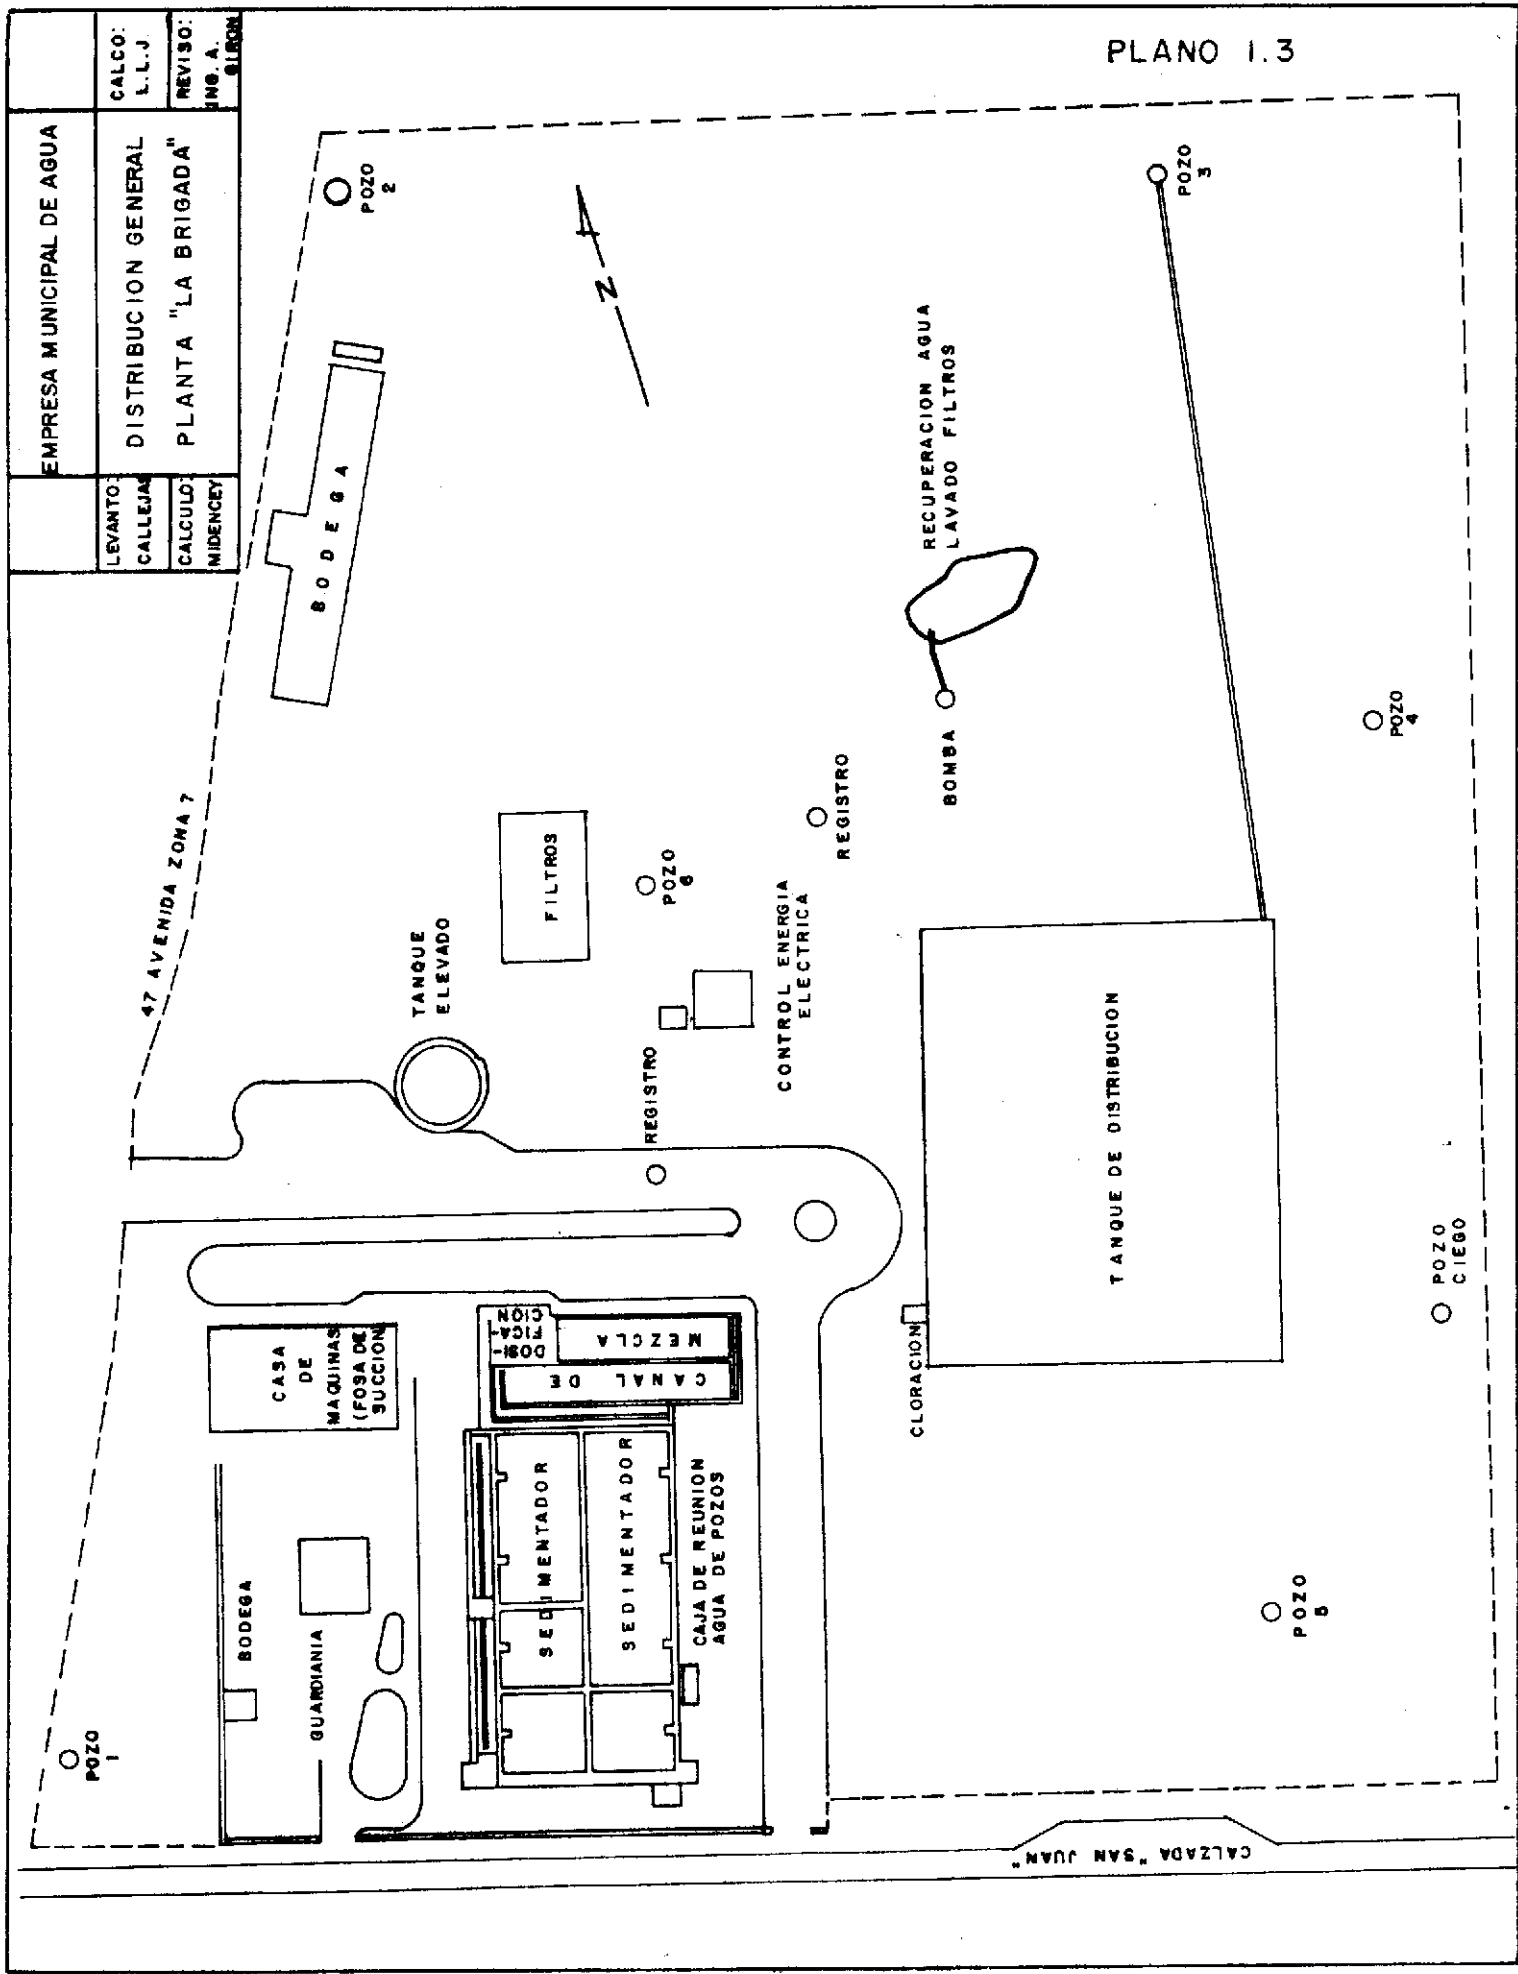 PLANO 1.3
EMPRESA MUNICIPAL DE AGUA
LEVANTO:
CALLEJAS
CALCULO:
MIDENCEY
DISTRIBUCION GENERAL
PLANTA "LA BRIGADA"
CALCO:
L.L.J.
REVISO:
ING. A.
GIRON
POZO
2
BODEGA
47 AVENIDA ZONA 7
N
POZO
3
RECUPERACION AGUA
LAVADO FILTROS
BOMBA
POZO
4
FILTROS
POZO
6
REGISTRO
TANQUE
ELEVADO
CONTROL ENERGIA
ELECTRICA
REGISTRO
TANQUE DE DISTRIBUCION
CLORACION
POZO
CIEGO
CASA
DE
MAQUINAS
(FOSA DE
SUCCION)
DOSI-
FICA-
CION
CANAL DE
MEZCLA
SEDIMENTADOR
SEDIMENTADOR
CAJA DE REUNION
AGUA DE POZOS
BODEGA
GUARDIANIA
POZO
1
POZO
5
CALZADA "SAN JUAN"